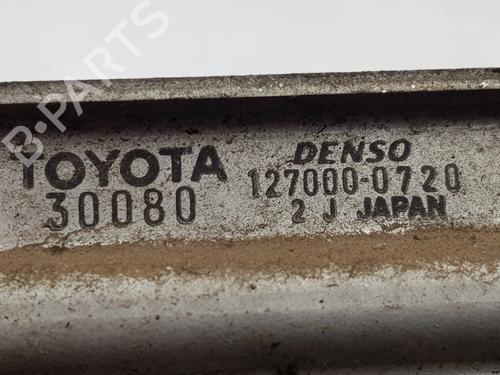 TOYOTA DENSO
30080 127000-0720
2 J JAPAN
B-PARTS